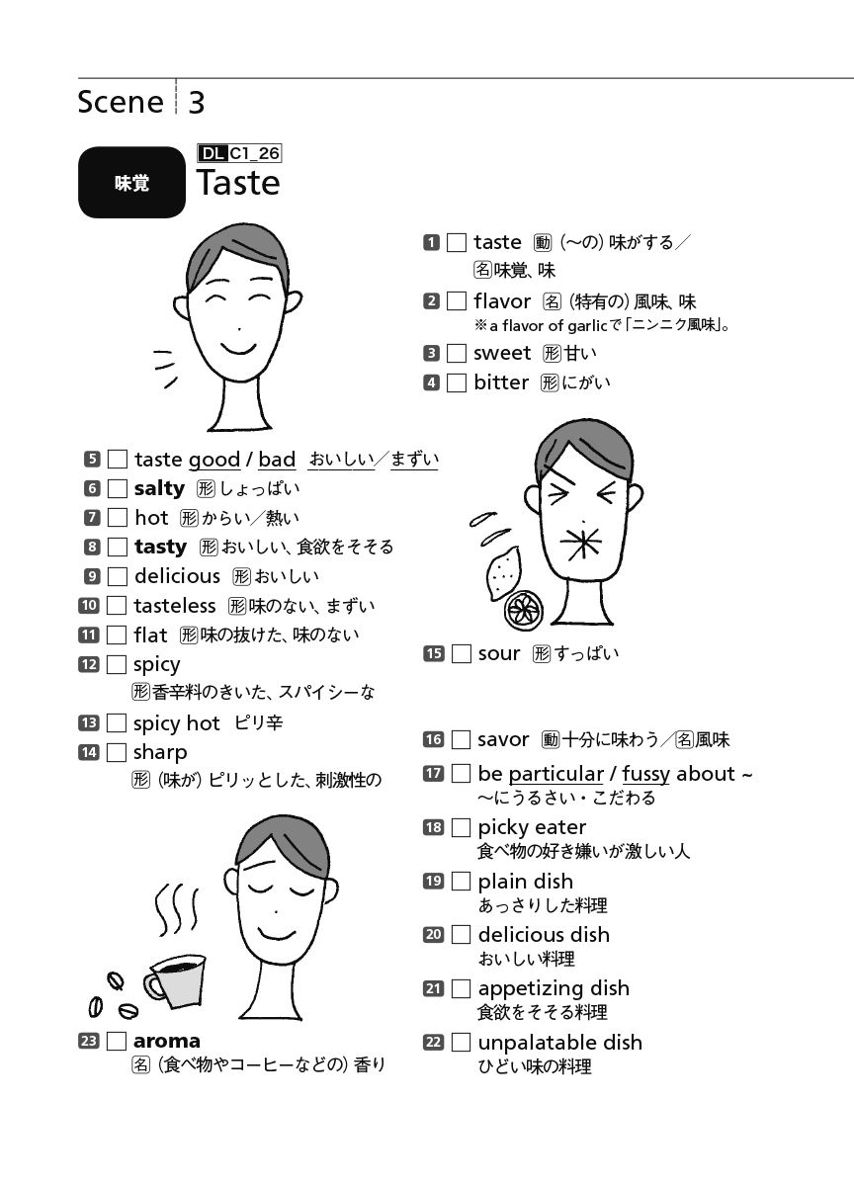 Scene 3
味覚
DL C1_26
Taste
1 taste 動 （～の）味がする／
名 味覚、味
2 flavor 名 （特有の）風味、味
※a flavor of garlicで「ニンニク風味」。
3 sweet 形 甘い
4 bitter 形 にがい
5 taste good / bad おいしい／まずい
6 salty 形 しょっぱい
7 hot 形 からい／熱い
8 tasty 形 おいしい、食欲をそそる
9 delicious 形 おいしい
10 tasteless 形 味のない、まずい
11 flat 形 味の抜けた、味のない
12 spicy
形 香辛料のきいた、スパイシーな
13 spicy hot ピリ辛
14 sharp
形 （味が）ピリッとした、刺激性の
15 sour 形 すっぱい
16 savor 動 十分に味わう／名 風味
17 be particular / fussy about ~
～にうるさい・こだわる
18 picky eater
食べ物の好き嫌いが激しい人
19 plain dish
あっさりした料理
20 delicious dish
おいしい料理
21 appetizing dish
食欲をそそる料理
22 unpalatable dish
ひどい味の料理
23 aroma
名 （食べ物やコーヒーなどの）香り